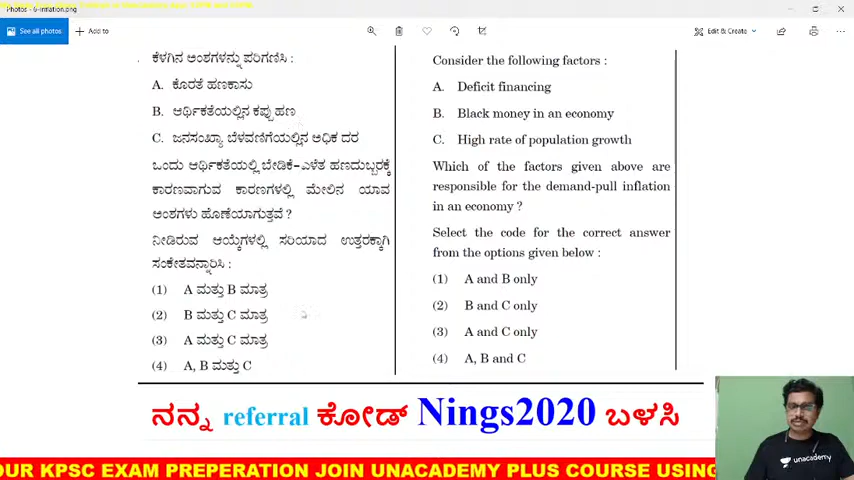 Photos - 6-Inflation.png
See all photos
Add to
Edit & Create
ಕೆಳಗಿನ ಅಂಶಗಳನ್ನು ಪರಿಗಣಿಸಿ :
A. ಕೊರತೆ ಹಣಕಾಸು
B. ಆರ್ಥಿಕತೆಯಲ್ಲಿನ ಕಪ್ಪು ಹಣ
C. ಜನಸಂಖ್ಯಾ ಬೆಳವಣಿಗೆಯಲ್ಲಿನ ಅಧಿಕ ದರ
ಒಂದು ಆರ್ಥಿಕತೆಯಲ್ಲಿ ಬೇಡಿಕೆ-ಎಳೆತ ಹಣದುಬ್ಬರಕ್ಕೆ
ಕಾರಣವಾಗುವ ಕಾರಣಗಳಲ್ಲಿ ಮೇಲಿನ ಯಾವ
ಅಂಶಗಳು ಹೊಣೆಯಾಗುತ್ತವೆ ?
ನೀಡಿರುವ ಆಯ್ಕೆಗಳಲ್ಲಿ ಸರಿಯಾದ ಉತ್ತರಕ್ಕಾಗಿ
ಸಂಕೇತವನ್ನಾರಿಸಿ :
(1) A ಮತ್ತು B ಮಾತ್ರ
(2) B ಮತ್ತು C ಮಾತ್ರ
(3) A ಮತ್ತು C ಮಾತ್ರ
(4) A, B ಮತ್ತು C
Consider the following factors :
A. Deficit financing
B. Black money in an economy
C. High rate of population growth
Which of the factors given above are
responsible for the demand-pull inflation
in an economy ?
Select the code for the correct answer
from the options given below :
(1) A and B only
(2) B and C only
(3) A and C only
(4) A, B and C
ನನ್ನ referral ಕೋಡ್ Nings2020 ಬಳಸಿ
unacademy
OUR KPSC EXAM PREPERATION JOIN UNACADEMY PLUS COURSE USING